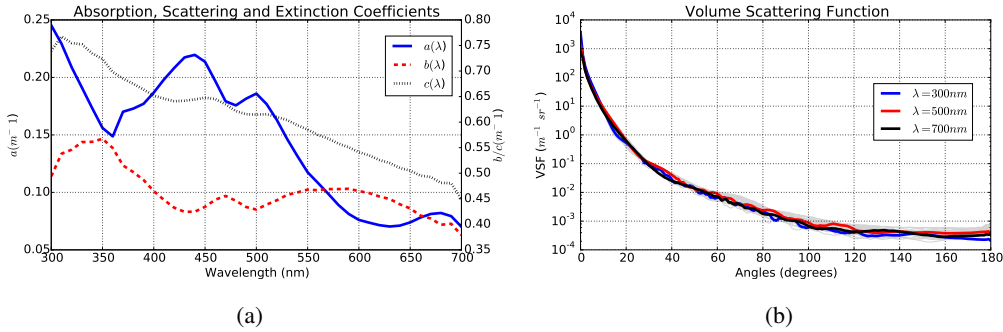 Absorption, Scattering and Extinction Coefficients
0.25
0.20
0.15
0.10
0.05
a(m⁻1)
0.80
0.75
0.70
0.65
0.60
0.55
0.50
0.45
0.40
0.35
b/c(m⁻1)
a(λ)
b(λ)
c(λ)
300 350 400 450 500 550 600 650 700
Wavelength (nm)
(a)
Volume Scattering Function
10⁴
10³
10²
10¹
10⁰
10⁻¹
10⁻²
10⁻³
10⁻⁴
VSF (m⁻¹ sr⁻¹)
λ=300nm
λ=500nm
λ=700nm
0 20 40 60 80 100 120 140 160 180
Angles (degrees)
(b)